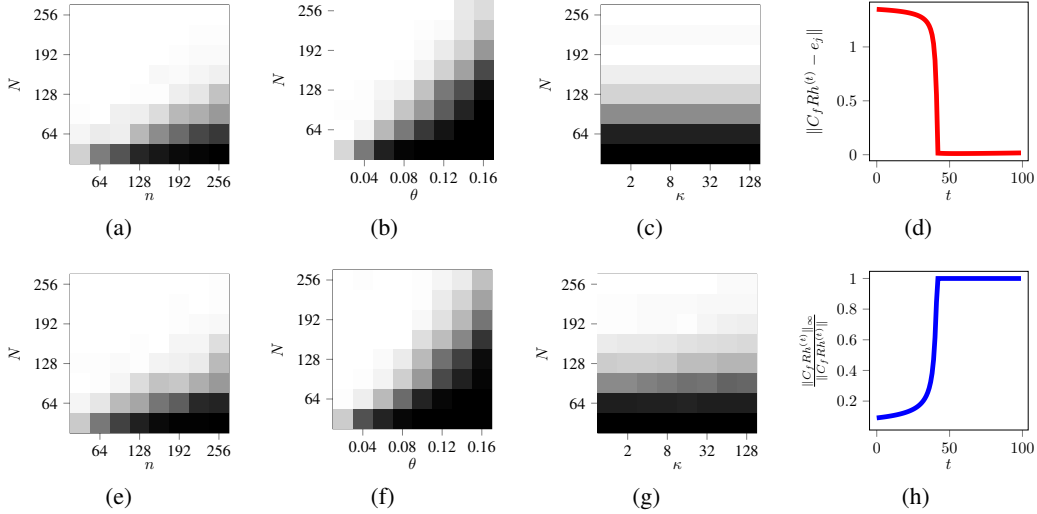 256
192
128
64
N
64 128 192 256
n
(a)
256
192
128
64
N
0.04 0.08 0.12 0.16
θ
(b)
256
192
128
64
N
2 8 32 128
κ
(c)
1
0.5
0
‖C_f Rh^(t) − e_j‖
0 50 100
t
(d)
256
192
128
64
N
64 128 192 256
n
(e)
256
192
128
64
N
0.04 0.08 0.12 0.16
θ
(f)
256
192
128
64
N
2 8 32 128
κ
(g)
1
0.8
0.6
0.4
0.2
‖C_f Rh^(t)‖_∞
‖C_f Rh^(t)‖
0 50 100
t
(h)